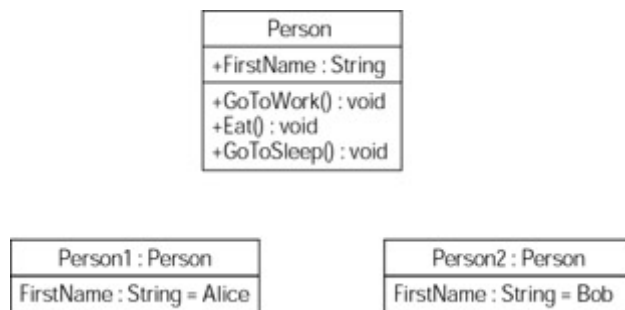 Person
+FirstName : String
+GoToWork() : void
+Eat() : void
+GoToSleep() : void
Person1 : Person
FirstName : String = Alice
Person2 : Person
FirstName : String = Bob